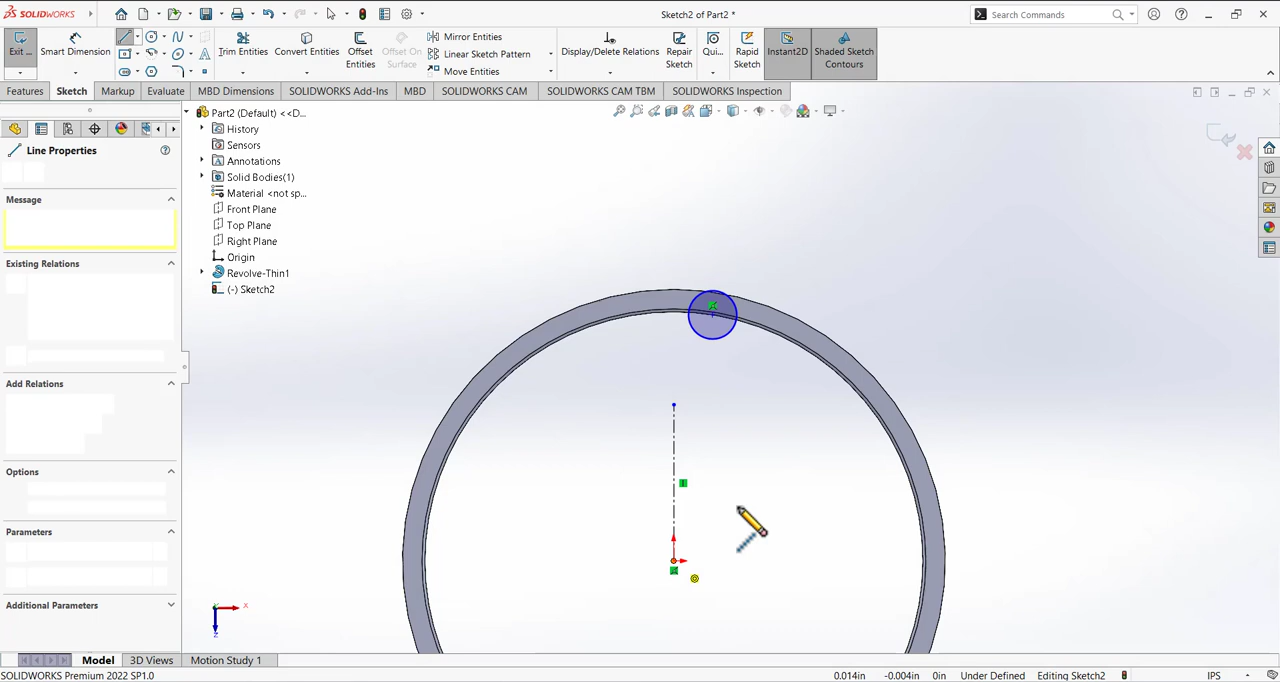 SOLIDWORKS
Sketch2 of Part2 *
Search Commands
Exit ...
Smart Dimension
Trim Entities
Convert Entities
Offset Entities
Offset On Surface
Mirror Entities
Linear Sketch Pattern
Move Entities
Display/Delete Relations
Repair Sketch
Qui...
Rapid Sketch
Instant2D
Shaded Sketch Contours
Features
Sketch
Markup
Evaluate
MBD Dimensions
SOLIDWORKS Add-Ins
MBD
SOLIDWORKS CAM
SOLIDWORKS CAM TBM
SOLIDWORKS Inspection
Part2 (Default) <<D...
History
Sensors
Annotations
Solid Bodies(1)
Material <not sp...
Front Plane
Top Plane
Right Plane
Origin
Revolve-Thin1
(-) Sketch2
Line Properties
Message
Existing Relations
Add Relations
Options
Parameters
Additional Parameters
X
Z
Model
3D Views
Motion Study 1
SOLIDWORKS Premium 2022 SP1.0
0.014in
-0.004in
0in
Under Defined
Editing Sketch2
IPS